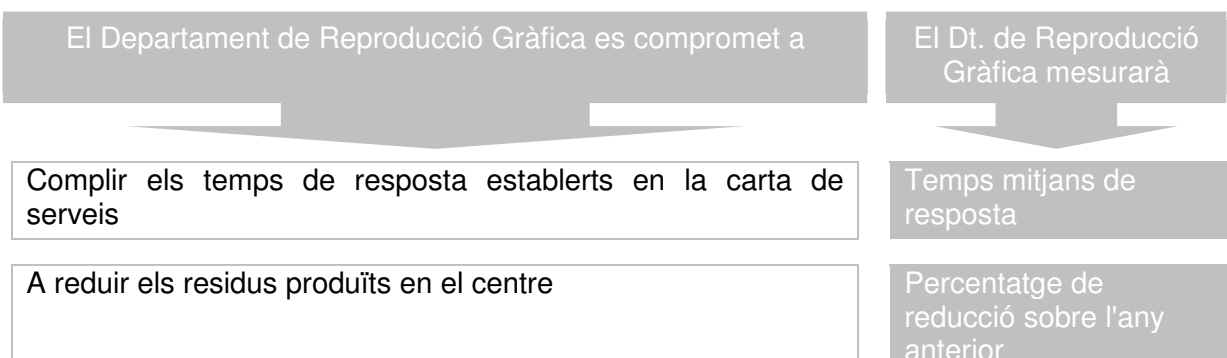 El Departament de Reproducció Gràfica es compromet a
El Dt. de Reproducció
Gràfica mesurarà
Complir els temps de resposta establerts en la carta de
serveis
Temps mitjans de
resposta
A reduir els residus produïts en el centre
Percentatge de
reducció sobre l'any
anterior